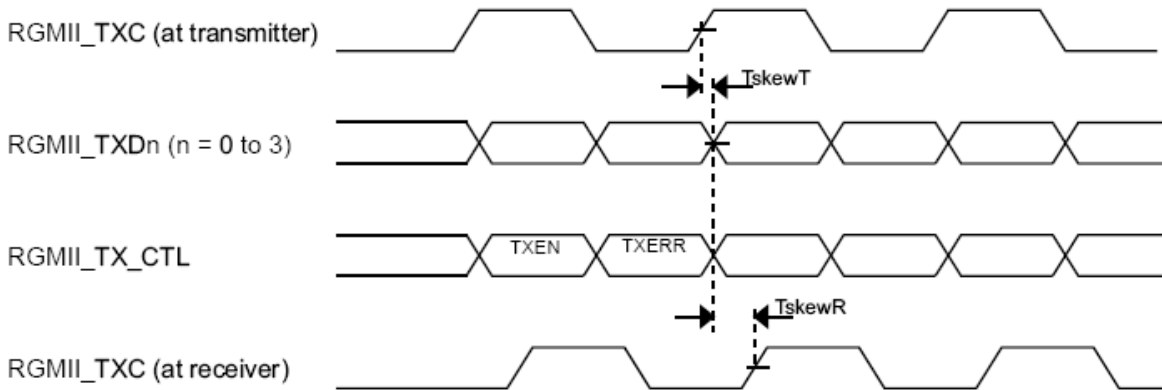 RGMII_TXC (at transmitter)
TskewT
RGMII_TXDn (n = 0 to 3)
RGMII_TX_CTL
TXEN
TXERR
TskewR
RGMII_TXC (at receiver)